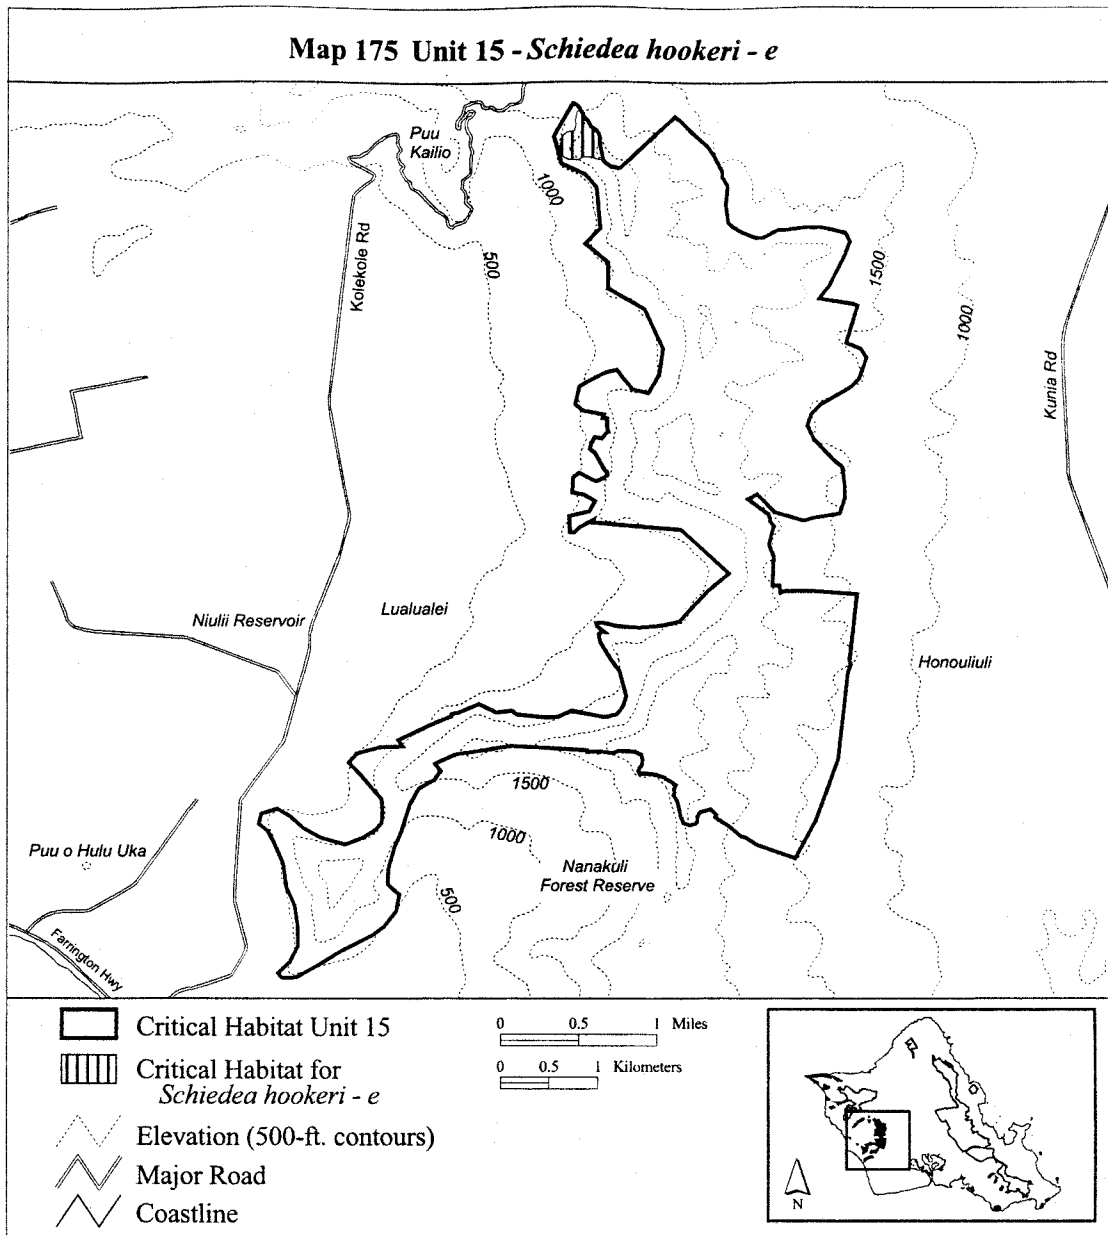 Map 175 Unit 15 - Schiedea hookeri - e
Puu
Kailio
1000
Kolekole Rd
500
1500
1000
Kunia Rd
Niulii Reservoir
Lualualei
Honouliuli
1500
1000
Puu o Hulu Uka
Nanakuli
Forest Reserve
500
Farrington Hwy
Critical Habitat Unit 15
Critical Habitat for
Schiedea hookeri - e
Elevation (500-ft. contours)
Major Road
Coastline
0 0.5 1 Miles
0 0.5 1 Kilometers
N